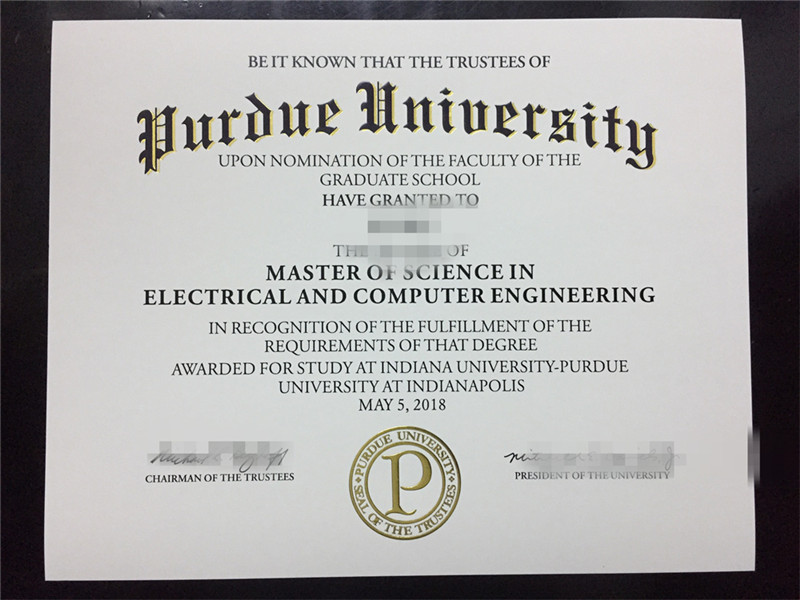 BE IT KNOWN THAT THE TRUSTEES OF
Purdue University
UPON NOMINATION OF THE FACULTY OF THE
GRADUATE SCHOOL
HAVE GRANTED TO
OF
MASTER OF SCIENCE IN
ELECTRICAL AND COMPUTER ENGINEERING
IN RECOGNITION OF THE FULFILLMENT OF THE
REQUIREMENTS OF THAT DEGREE
AWARDED FOR STUDY AT INDIANA UNIVERSITY-PURDUE
UNIVERSITY AT INDIANAPOLIS
MAY 5, 2018
CHAIRMAN OF THE TRUSTEES
PURDUE UNIVERSITY
P
SEAL OF THE TRUSTEES
PRESIDENT OF THE UNIVERSITY